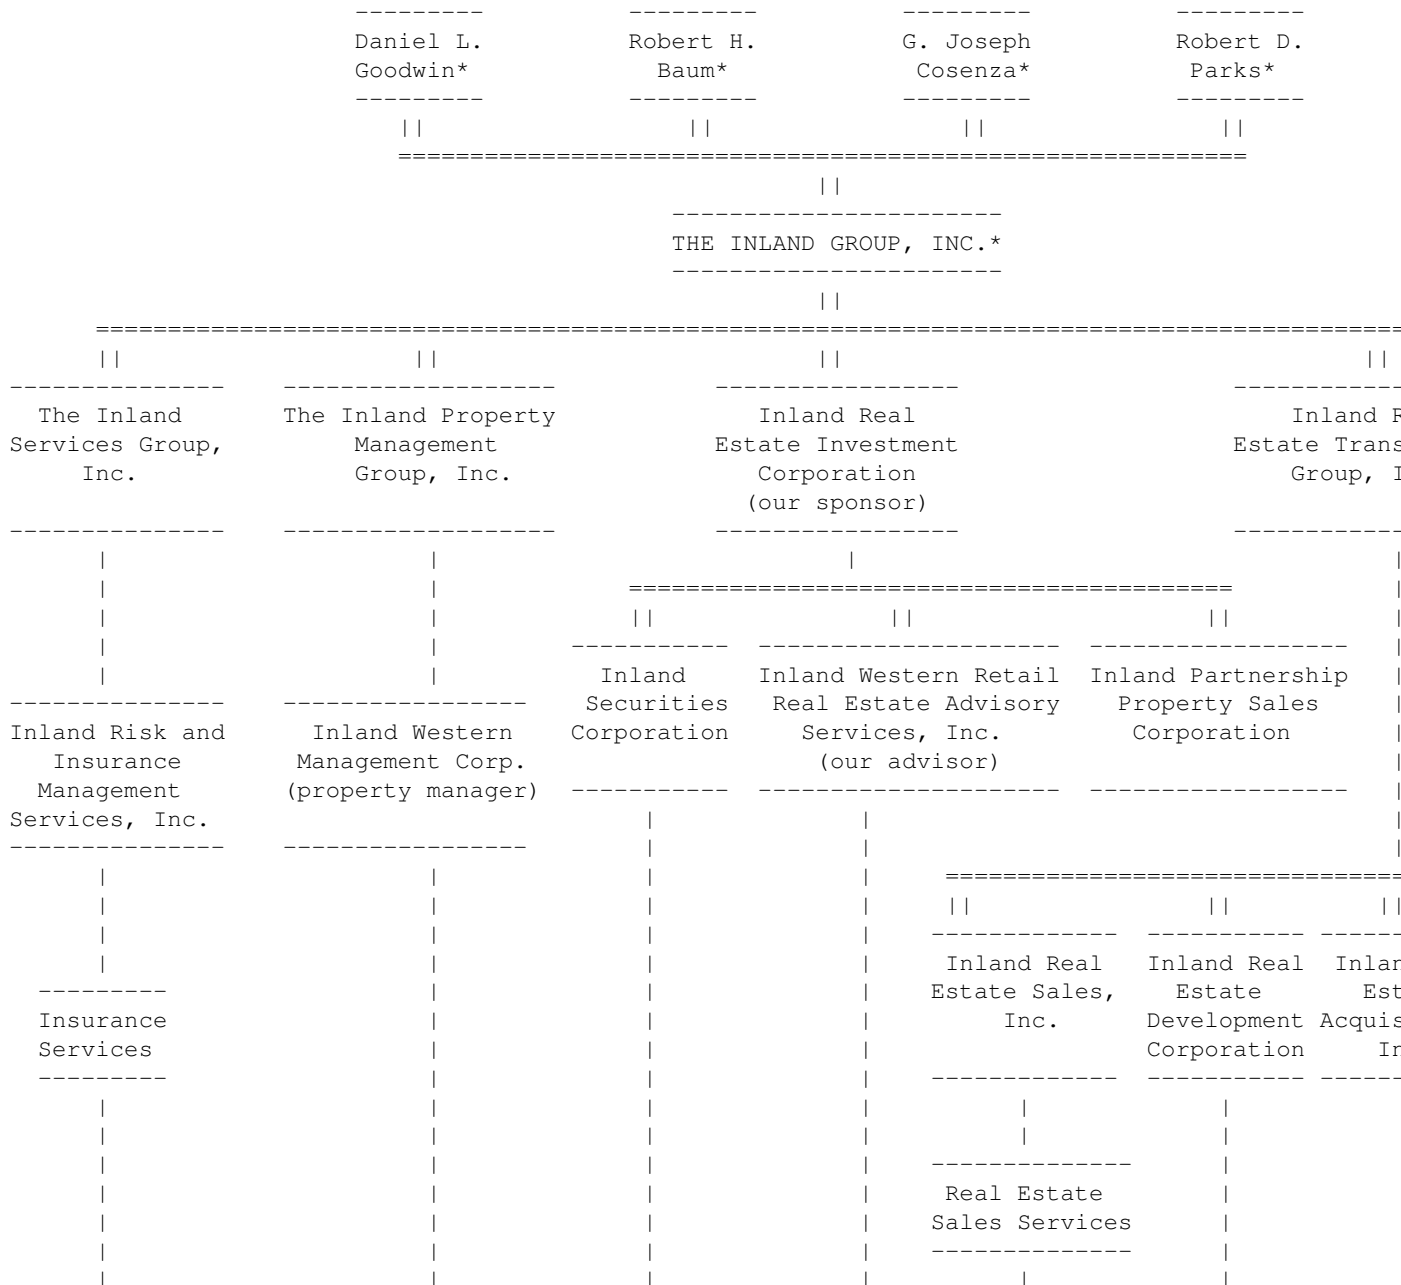 Daniel L. Robert H. G. Joseph Robert D.
Goodwin* Baum* Cosenza* Parks*
THE INLAND GROUP, INC.*
The Inland The Inland Property Inland Real Inland
Services Group, Management Estate Investment Estate
Inc. Group, Inc. Corporation Group,
(our sponsor)
Inland Inland Western Retail Inland Partnership
Securities Real Estate Advisory Property Sales
Inland Risk and Inland Western Corporation Services, Inc. Corporation
Insurance Management Corp. (our advisor)
Management (property manager)
Services, Inc.
Inland Real Inland Real
Estate Sales, Estate
Insurance Inc. Development
Services Corporation
Real Estate
Sales Services